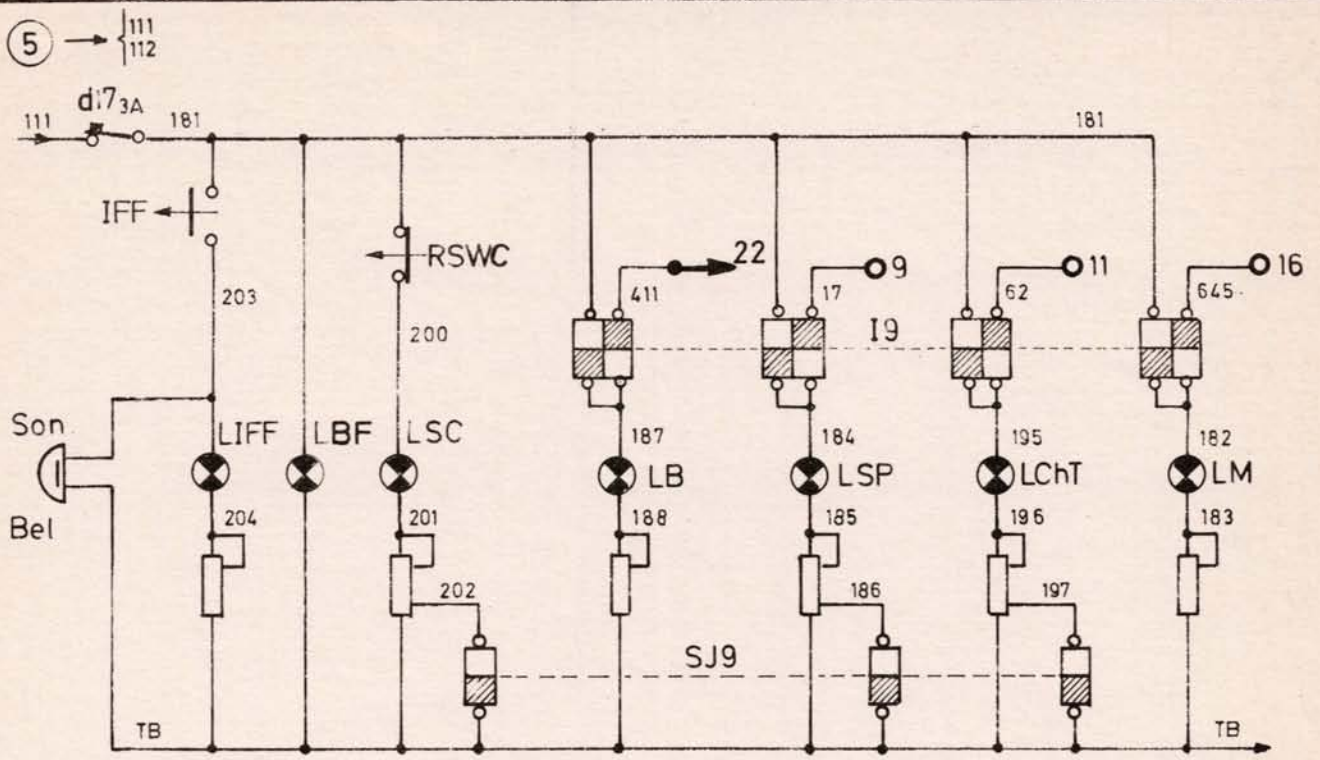 5 → { 111
112
di7 3A
111
181
181
IFF
RSWC
203
200
22
9
11
16
411
17
62
645
I9
Son
Bel
LIFF
LBF
LSC
187
184
195
182
LB
LSP
LChT
LM
204
201
188
185
196
183
202
186
197
SJ9
TB
TB